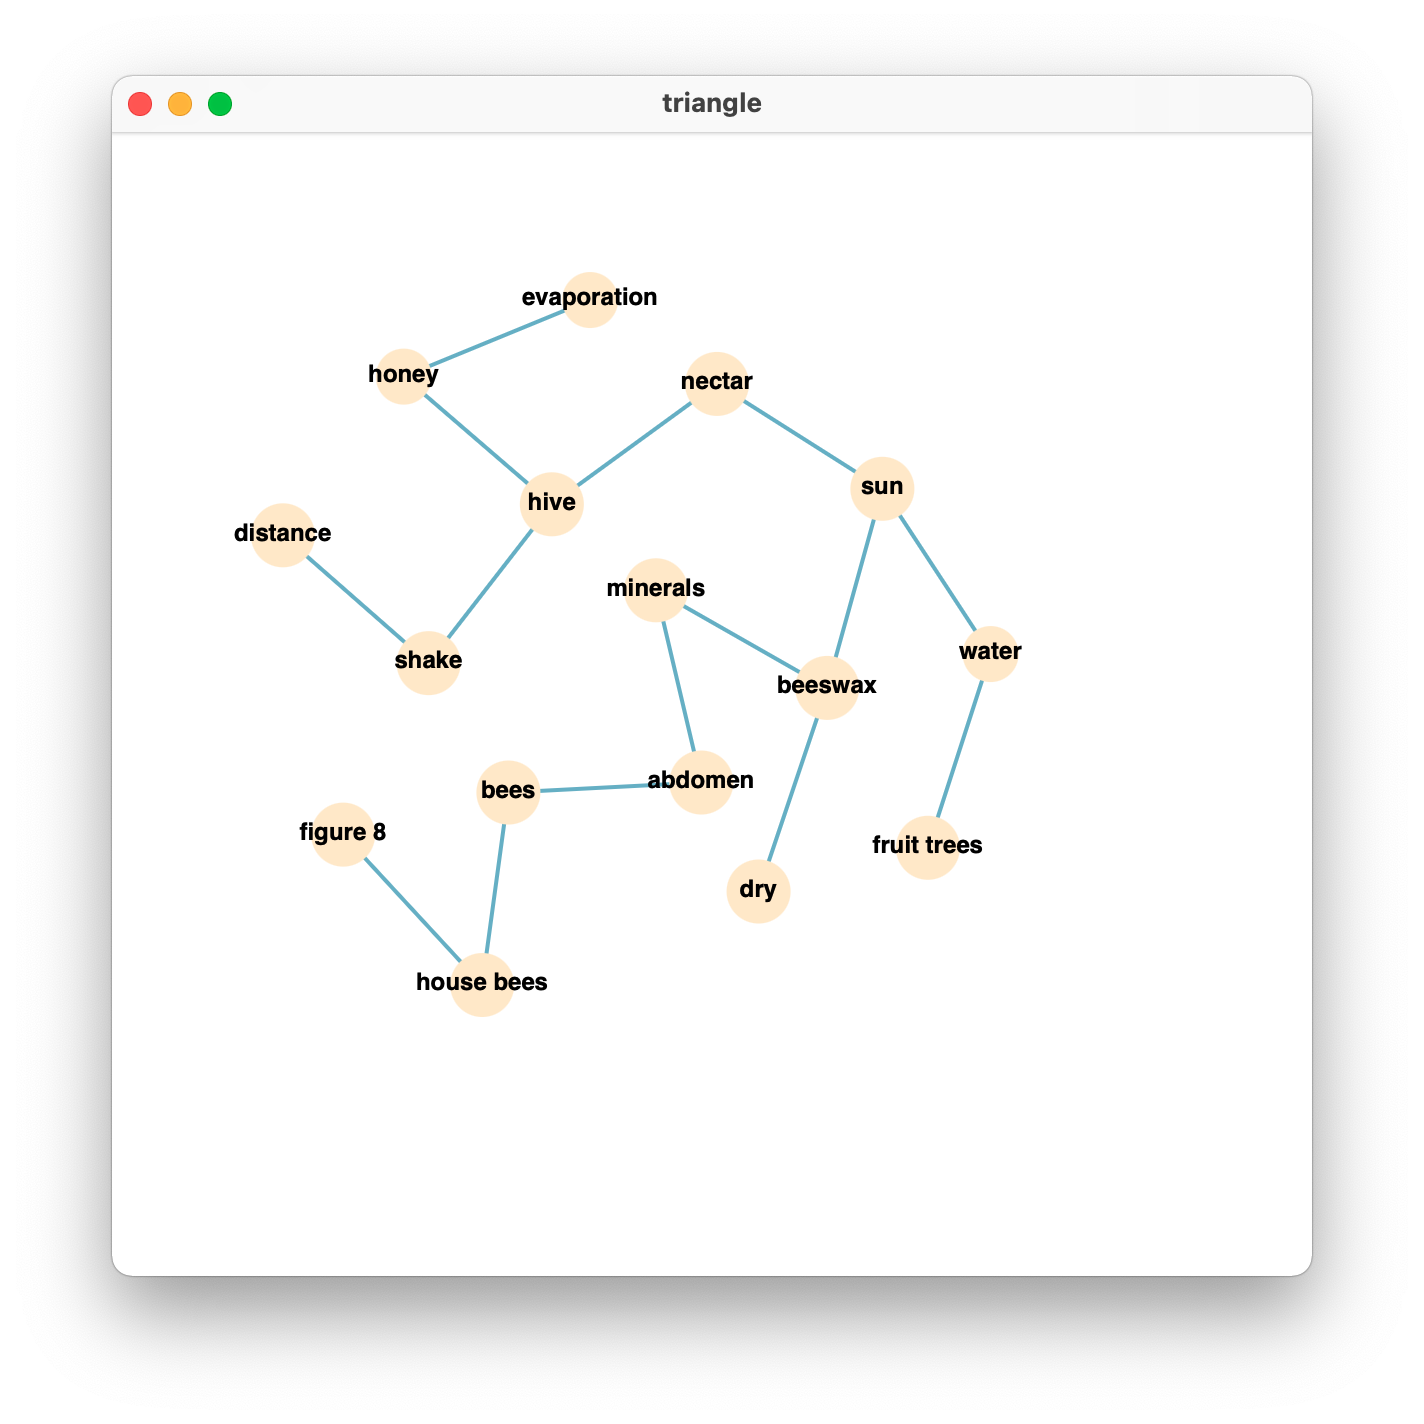 triangle
evaporation
honey
nectar
sun
hive
distance
minerals
water
shake
beeswax
abdomen
bees
figure 8
fruit trees
dry
house bees